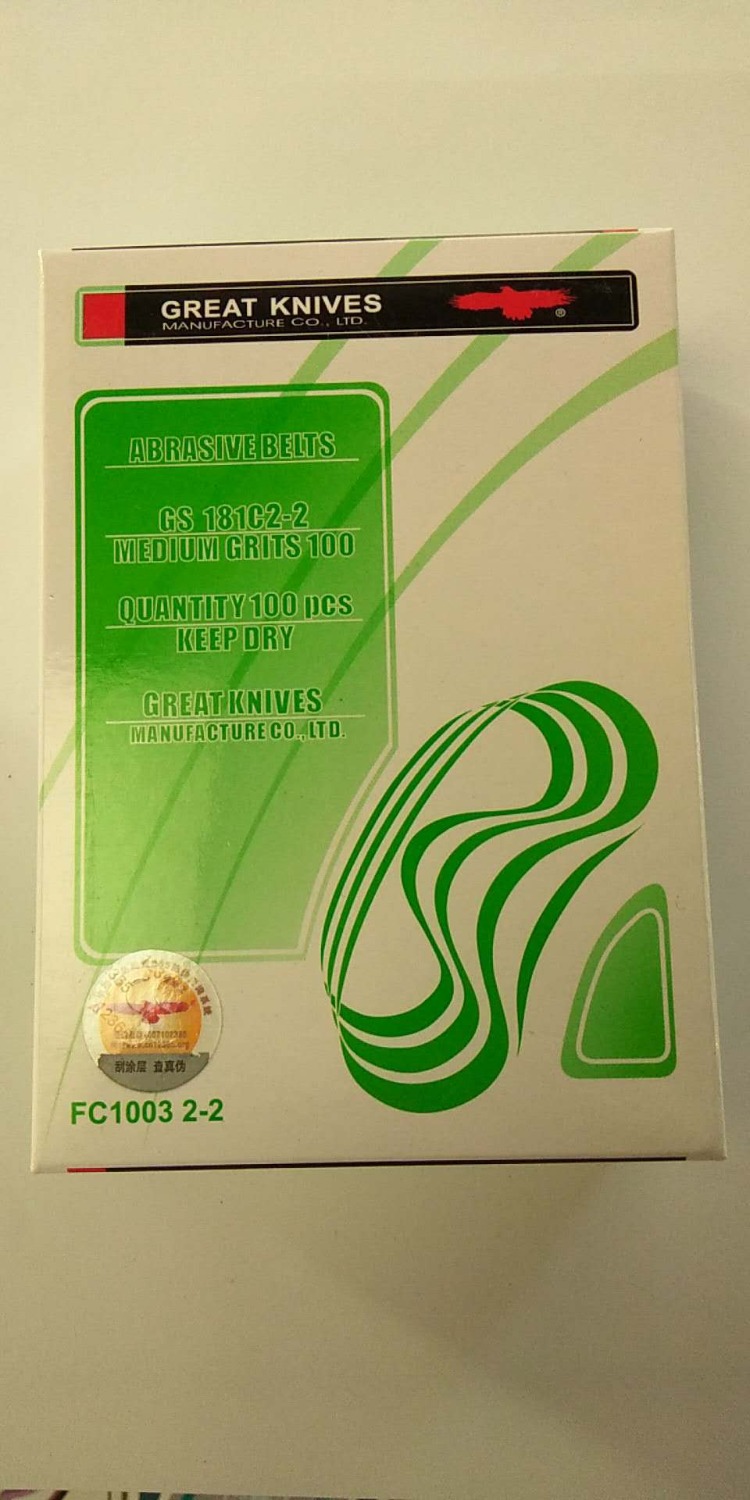 GREAT KNIVES
MANUFACTURE CO., LTD.
®
ABRASIVE BELTS
GS 181C2-2
MEDIUM GRITS 100
QUANTITY 100 pcs
KEEP DRY
GREAT KNIVES
MANUFACTURE CO., LTD.
刮涂层 查真伪
FC1003 2-2